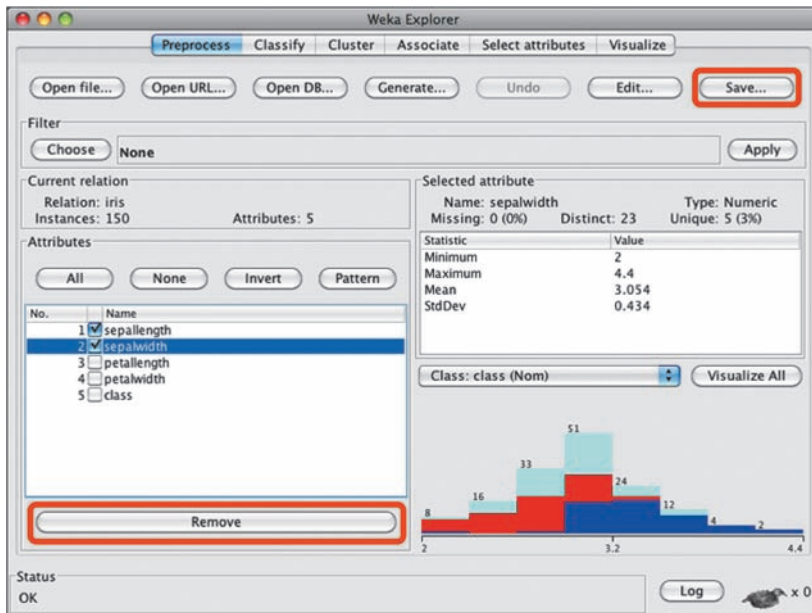 Weka Explorer
Preprocess Classify Cluster Associate Select attributes Visualize
Open file... Open URL... Open DB... Generate... Undo Edit... Save...
Filter
Choose None Apply
Current relation
Relation: iris
Instances: 150 Attributes: 5
Attributes
All None Invert Pattern
No. Name
1 sepallength
2 sepalwidth
3 petallength
4 petalwidth
5 class
Remove
Selected attribute
Name: sepalwidth Type: Numeric
Missing: 0 (0%) Distinct: 23 Unique: 5 (3%)
Statistic Value
Minimum 2
Maximum 4.4
Mean 3.054
StdDev 0.434
Class: class (Nom) Visualize All
8 16 33 51 24 12 4 2
2 3.2 4.4
Status
OK
Log x 0